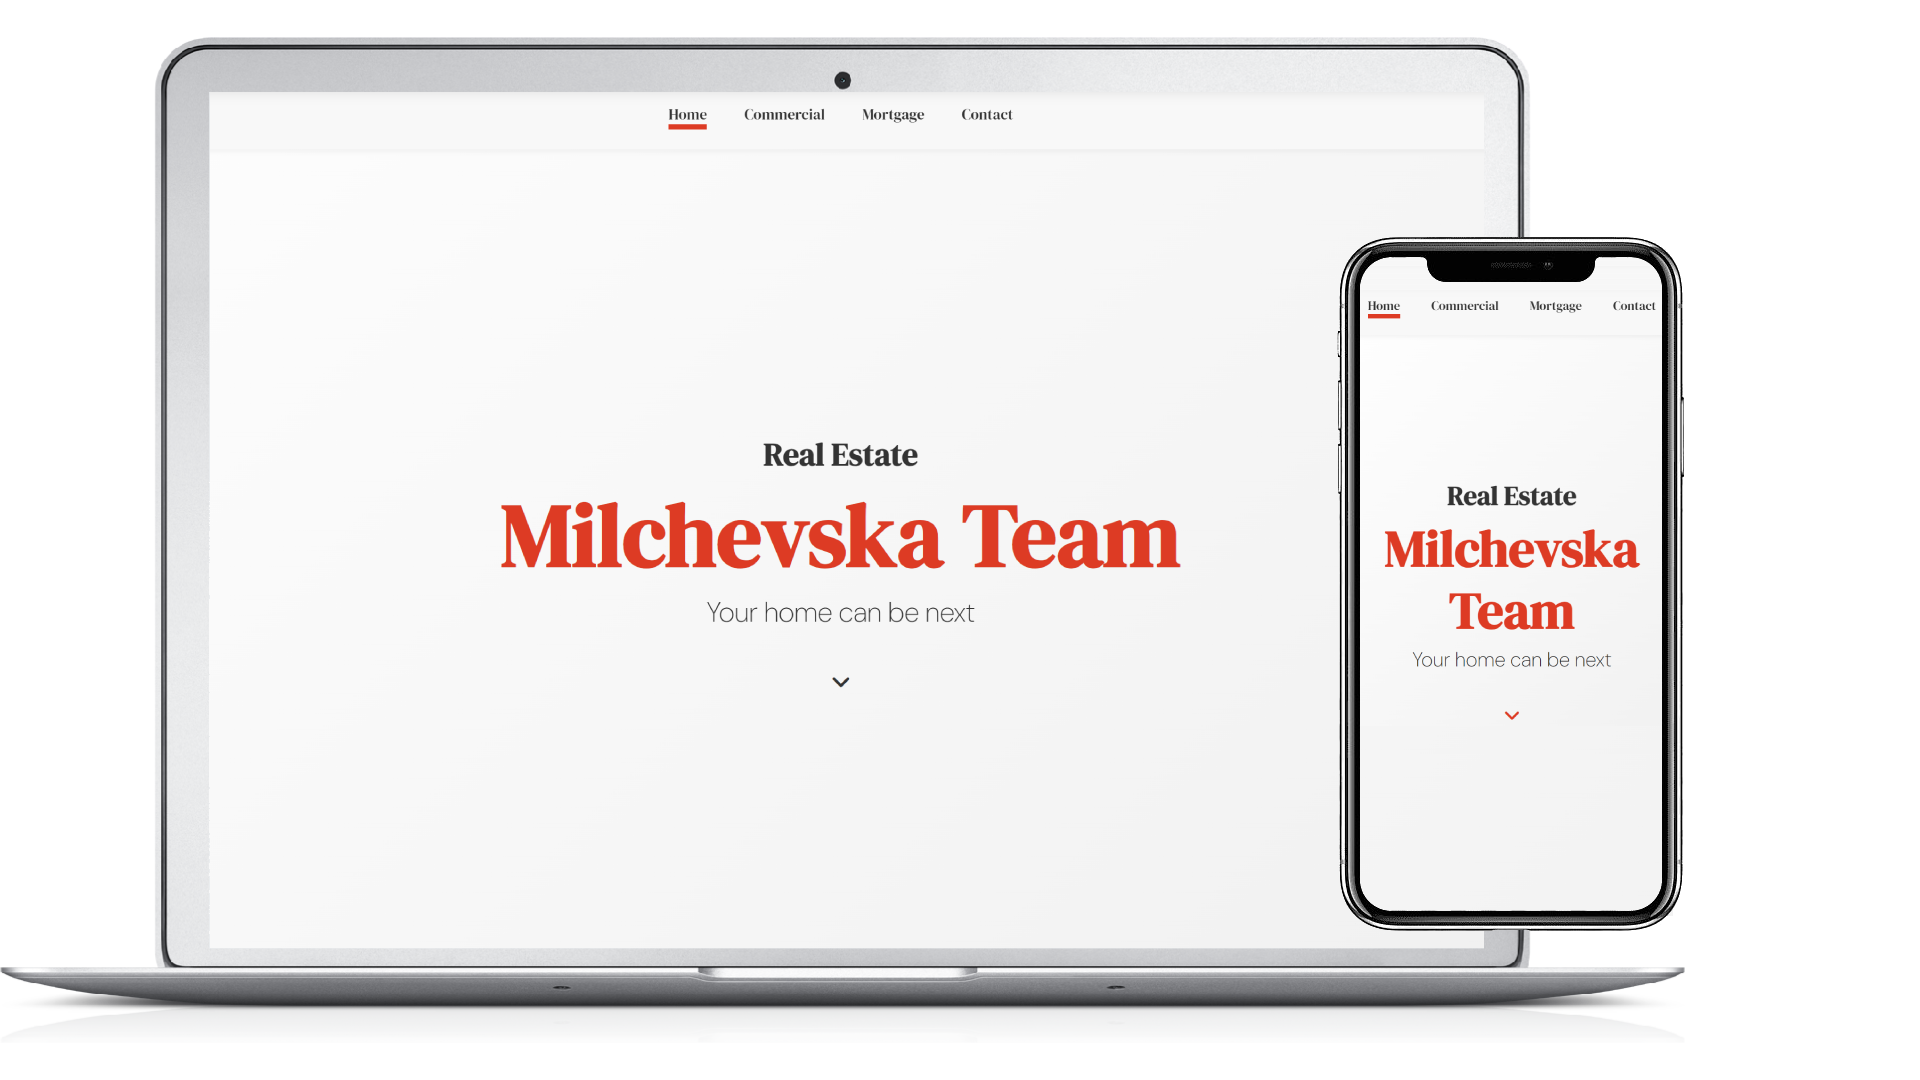 Home Commercial Mortgage Contact
Real Estate
Milchevska Team
Your home can be next
Home Commercial Mortgage Contact
Real Estate
Milchevska
Team
Your home can be next